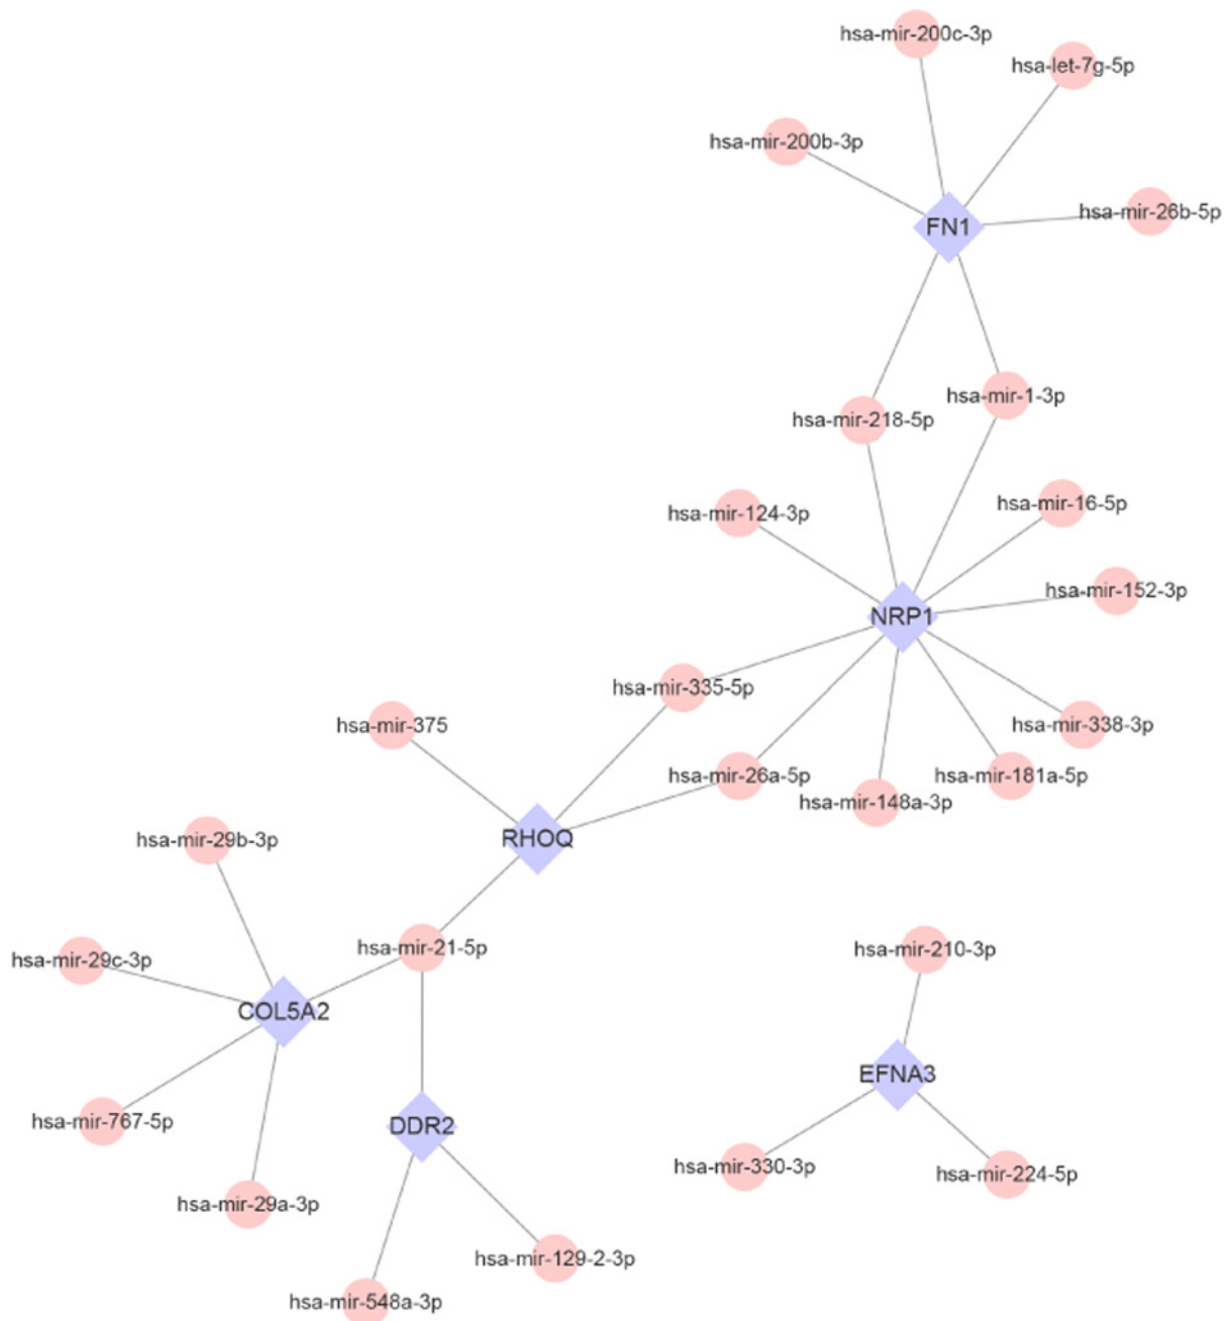 hsa-mir-200c-3p
hsa-let-7g-5p
hsa-mir-200b-3p
hsa-mir-26b-5p
FN1
hsa-mir-1-3p
hsa-mir-218-5p
hsa-mir-16-5p
hsa-mir-124-3p
hsa-mir-152-3p
NRP1
hsa-mir-335-5p
hsa-mir-375
hsa-mir-338-3p
hsa-mir-26a-5p
hsa-mir-181a-5p
hsa-mir-148a-3p
RHOQ
hsa-mir-29b-3p
hsa-mir-21-5p
hsa-mir-210-3p
hsa-mir-29c-3p
COL5A2
EFNA3
hsa-mir-767-5p
DDR2
hsa-mir-330-3p
hsa-mir-224-5p
hsa-mir-29a-3p
hsa-mir-129-2-3p
hsa-mir-548a-3p